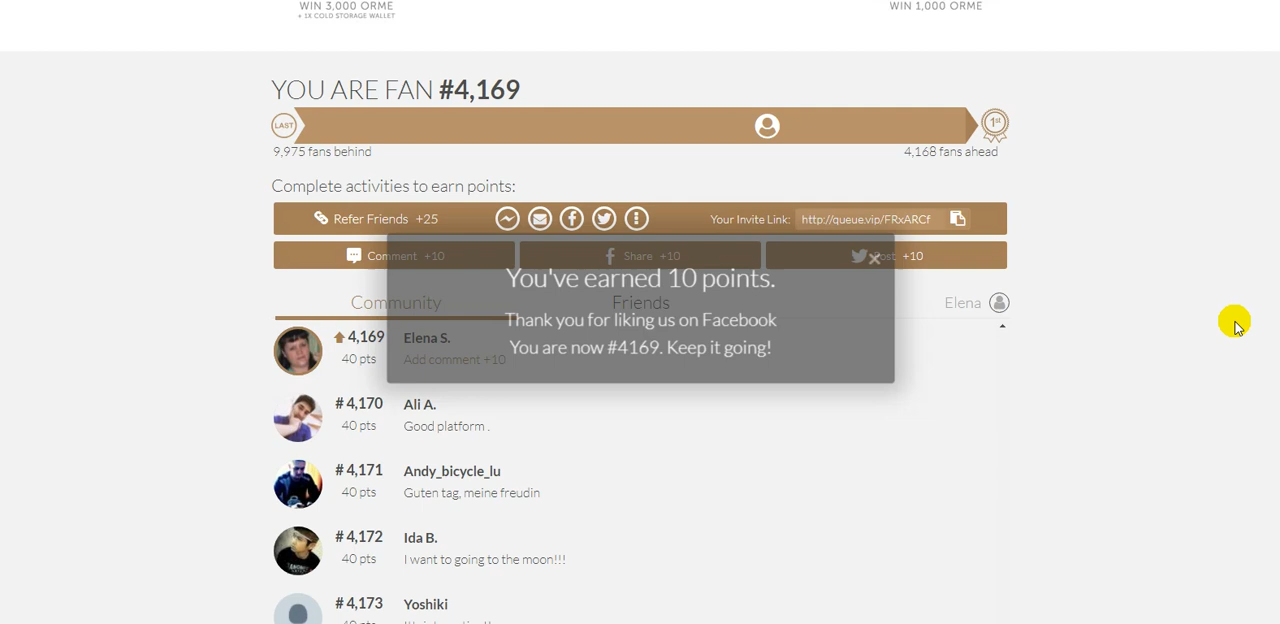 WIN 3,000 ORME
+ 1X COLD STORAGE WALLET
WIN 1,000 ORME
YOU ARE FAN #4,169
LAST
1st
9,975 fans behind
4,168 fans ahead
Complete activities to earn points:
Refer Friends +25
Your Invite Link: http://queue.vip/FRxARCf
Comment +10
Share +10
Post +10
You've earned 10 points.
Community
Friends
Elena
Thank you for liking us on Facebook
4,169 Elena S.
You are now #4169. Keep it going!
40 pts Add comment +10
# 4,170 Ali A.
40 pts Good platform .
# 4,171 Andy_bicycle_lu
40 pts Guten tag, meine freudin
# 4,172 Ida B.
40 pts I want to going to the moon!!!
# 4,173 Yoshiki